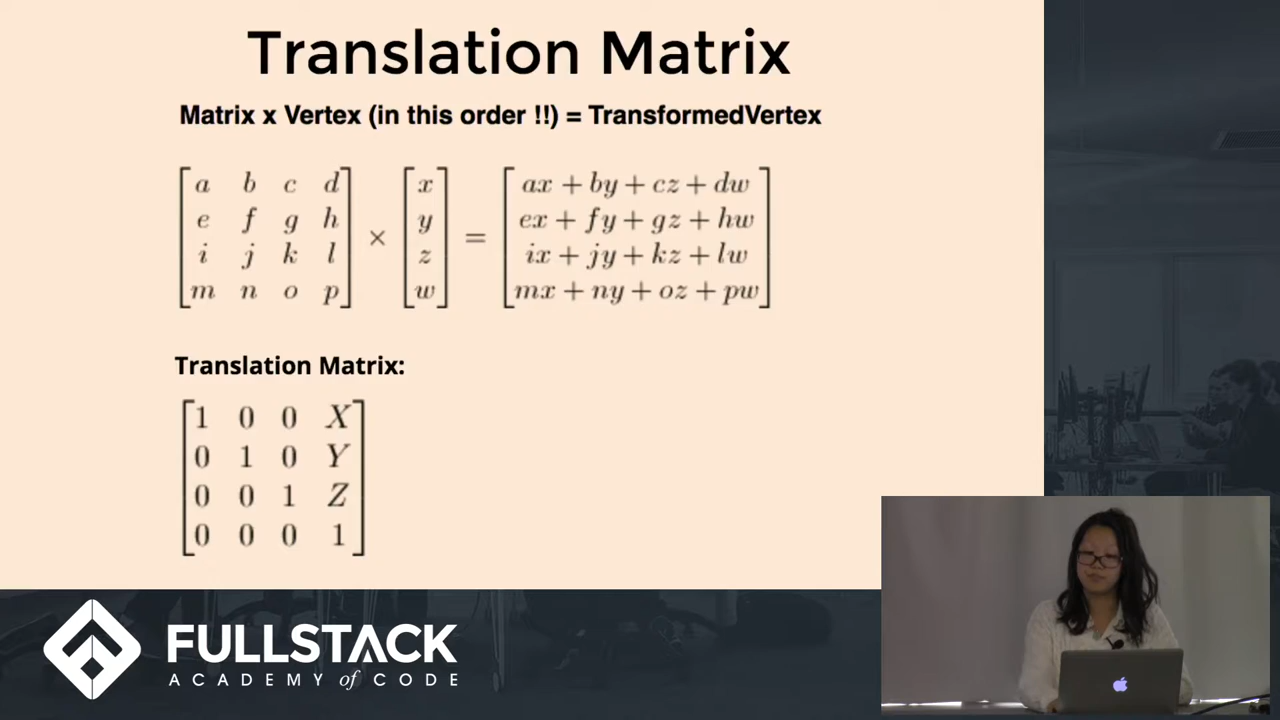 Translation Matrix
Matrix x Vertex (in this order !!) = TransformedVertex
a b c d
e f g h
i j k l
m n o p
×
x
y
z
w
=
ax + by + cz + dw
ex + fy + gz + hw
ix + jy + kz + lw
mx + ny + oz + pw
Translation Matrix:
1 0 0 X
0 1 0 Y
0 0 1 Z
0 0 0 1
FULLSTACK
ACADEMY of CODE